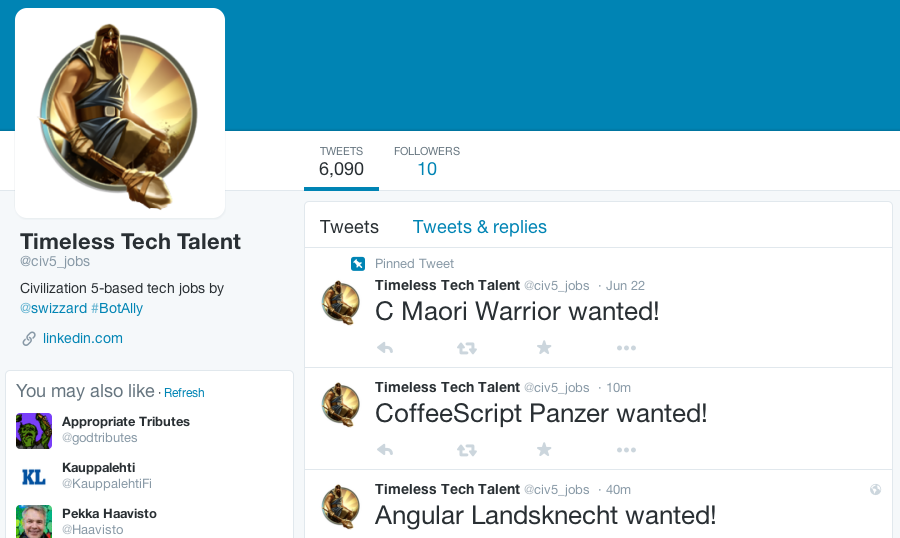 TWEETS
6,090
FOLLOWERS
10
Timeless Tech Talent
@civ5_jobs
Civilization 5-based tech jobs by
@swizzard #BotAlly
linkedin.com
You may also like · Refresh
Appropriate Tributes
@godtributes
KL
Kauppalehti
@KauppalehtiFi
Pekka Haavisto
@Haavisto
Tweets
Tweets & replies
Pinned Tweet
Timeless Tech Talent @civ5_jobs · Jun 22
C Maori Warrior wanted!
Timeless Tech Talent @civ5_jobs · 10m
CoffeeScript Panzer wanted!
Timeless Tech Talent @civ5_jobs · 40m
Angular Landsknecht wanted!